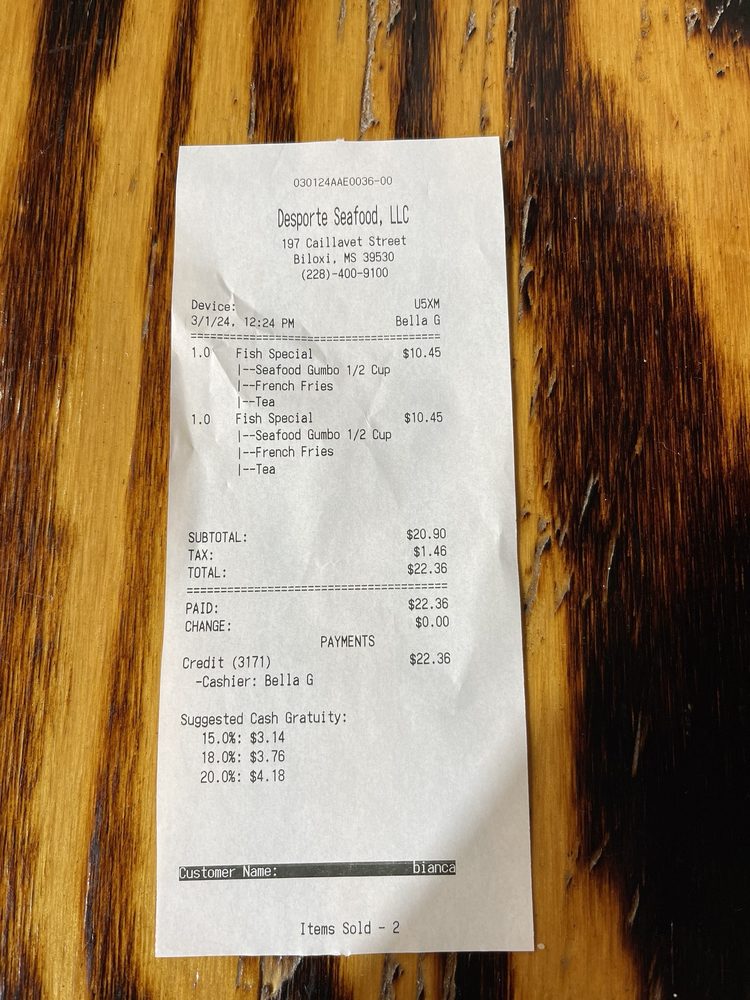 030124AAE0036-00
Desporte Seafood, LLC
197 Caillavet Street
Biloxi, MS 39530
(228)-400-9100
Device: U5XM
3/1/24, 12:24 PM Bella G
==========================================
1.0 Fish Special $10.45
|--Seafood Gumbo 1/2 Cup
|--French Fries
|--Tea
1.0 Fish Special $10.45
|--Seafood Gumbo 1/2 Cup
|--French Fries
|--Tea
SUBTOTAL: $20.90
TAX: $1.46
TOTAL: $22.36
==========================================
PAID: $22.36
CHANGE: $0.00
PAYMENTS
Credit (3171) $22.36
-Cashier: Bella G
Suggested Cash Gratuity:
15.0%: $3.14
18.0%: $3.76
20.0%: $4.18
Customer Name: bianca
Items Sold - 2